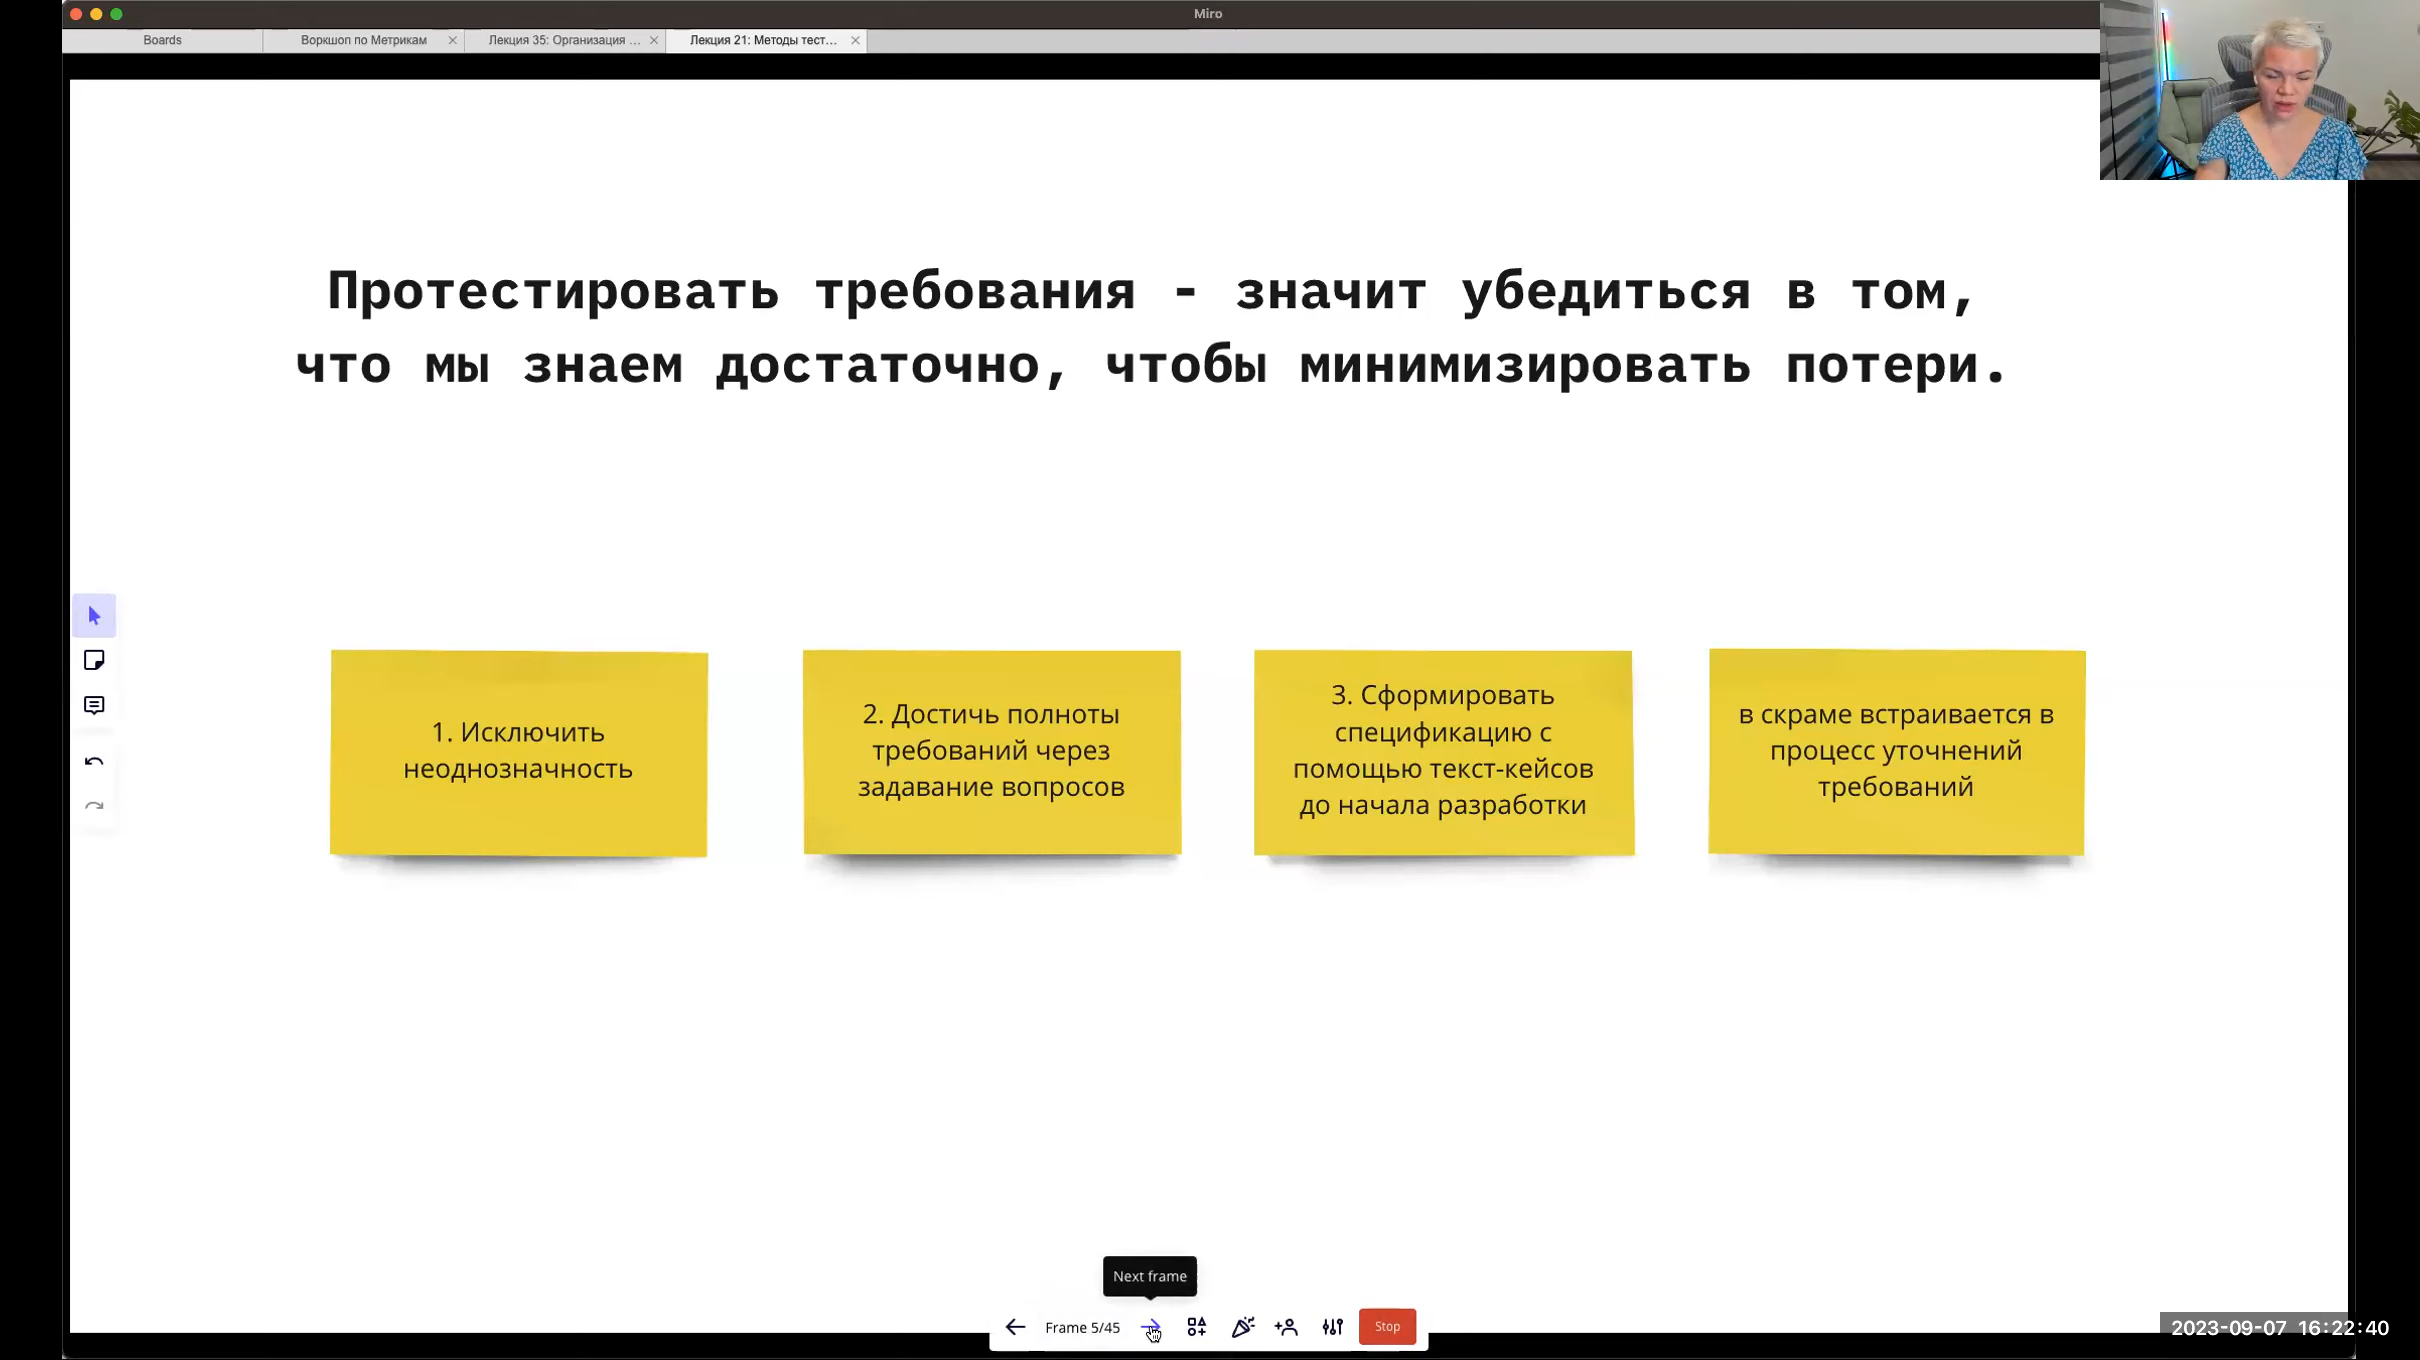 Miro
Boards
Воркшоп по Метрикам
Лекция 35: Организация ...
Лекция 21: Методы тест...
Протестировать требования - значит убедиться в том,
что мы знаем достаточно, чтобы минимизировать потери.
1. Исключить
неоднозначность
2. Достичь полноты
требований через
задавание вопросов
3. Сформировать
спецификацию с
помощью текст-кейсов
до начала разработки
в скраме встраивается в
процесс уточнений
требований
Next frame
Frame 5/45
Stop
2023-09-07 16:22:40